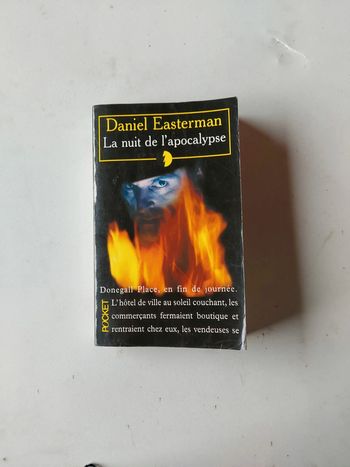 Daniel Easterman
La nuit de l'apocalypse
Donegall Place, en fin de journée.
L'hôtel de ville au soleil couchant, les
commerçants fermaient boutique et
rentraient chez eux, les vendeuses se
POCKET